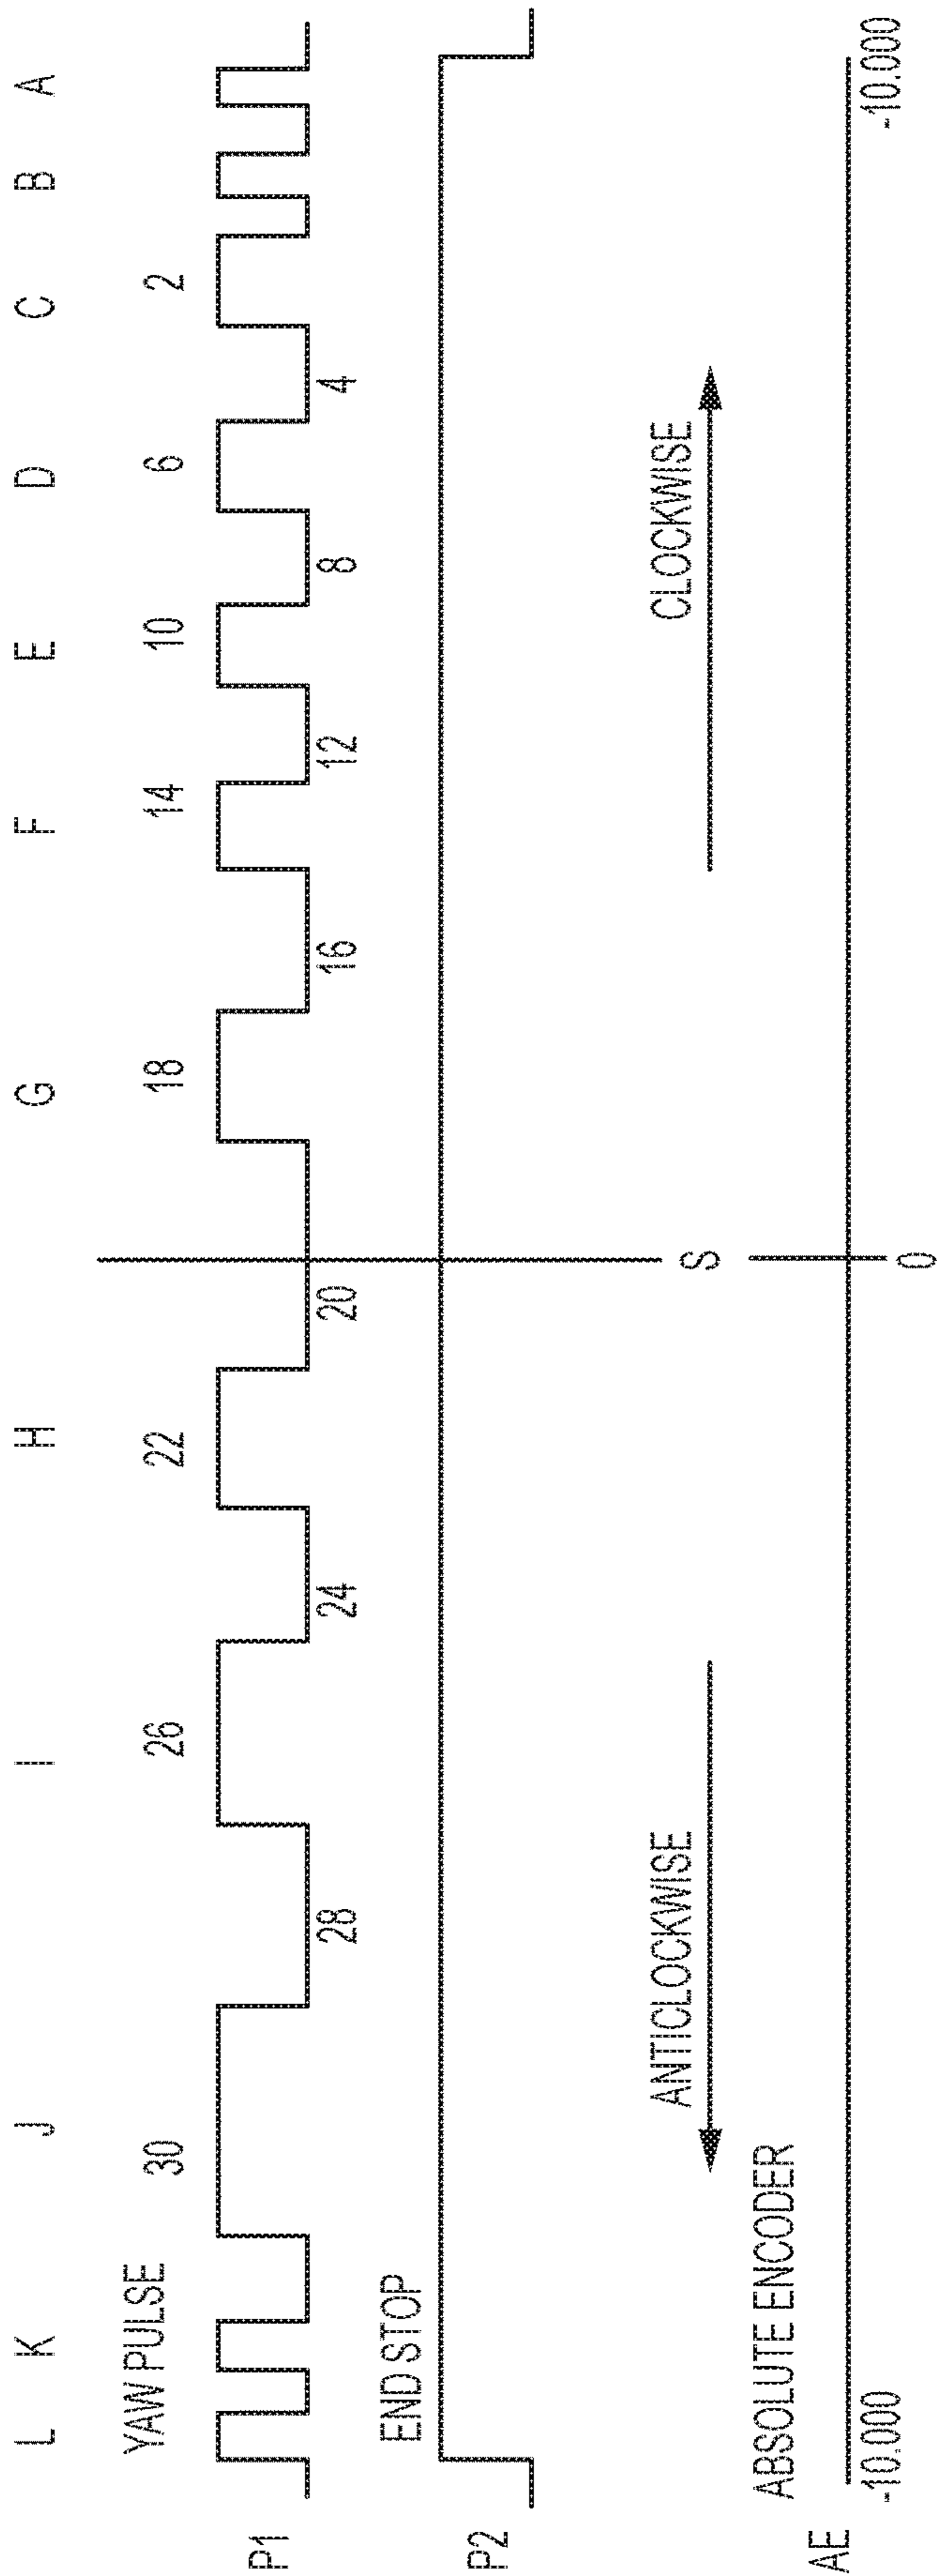 L K J I H G F E D C B A
YAW PULSE 30 26 22 18 14 10 6 2
P1
28 24 20 16 12 8 4
END STOP
P2
ANTICLOCKWISE CLOCKWISE
S
ABSOLUTE ENCODER
AE
-10.000 0 -10.000